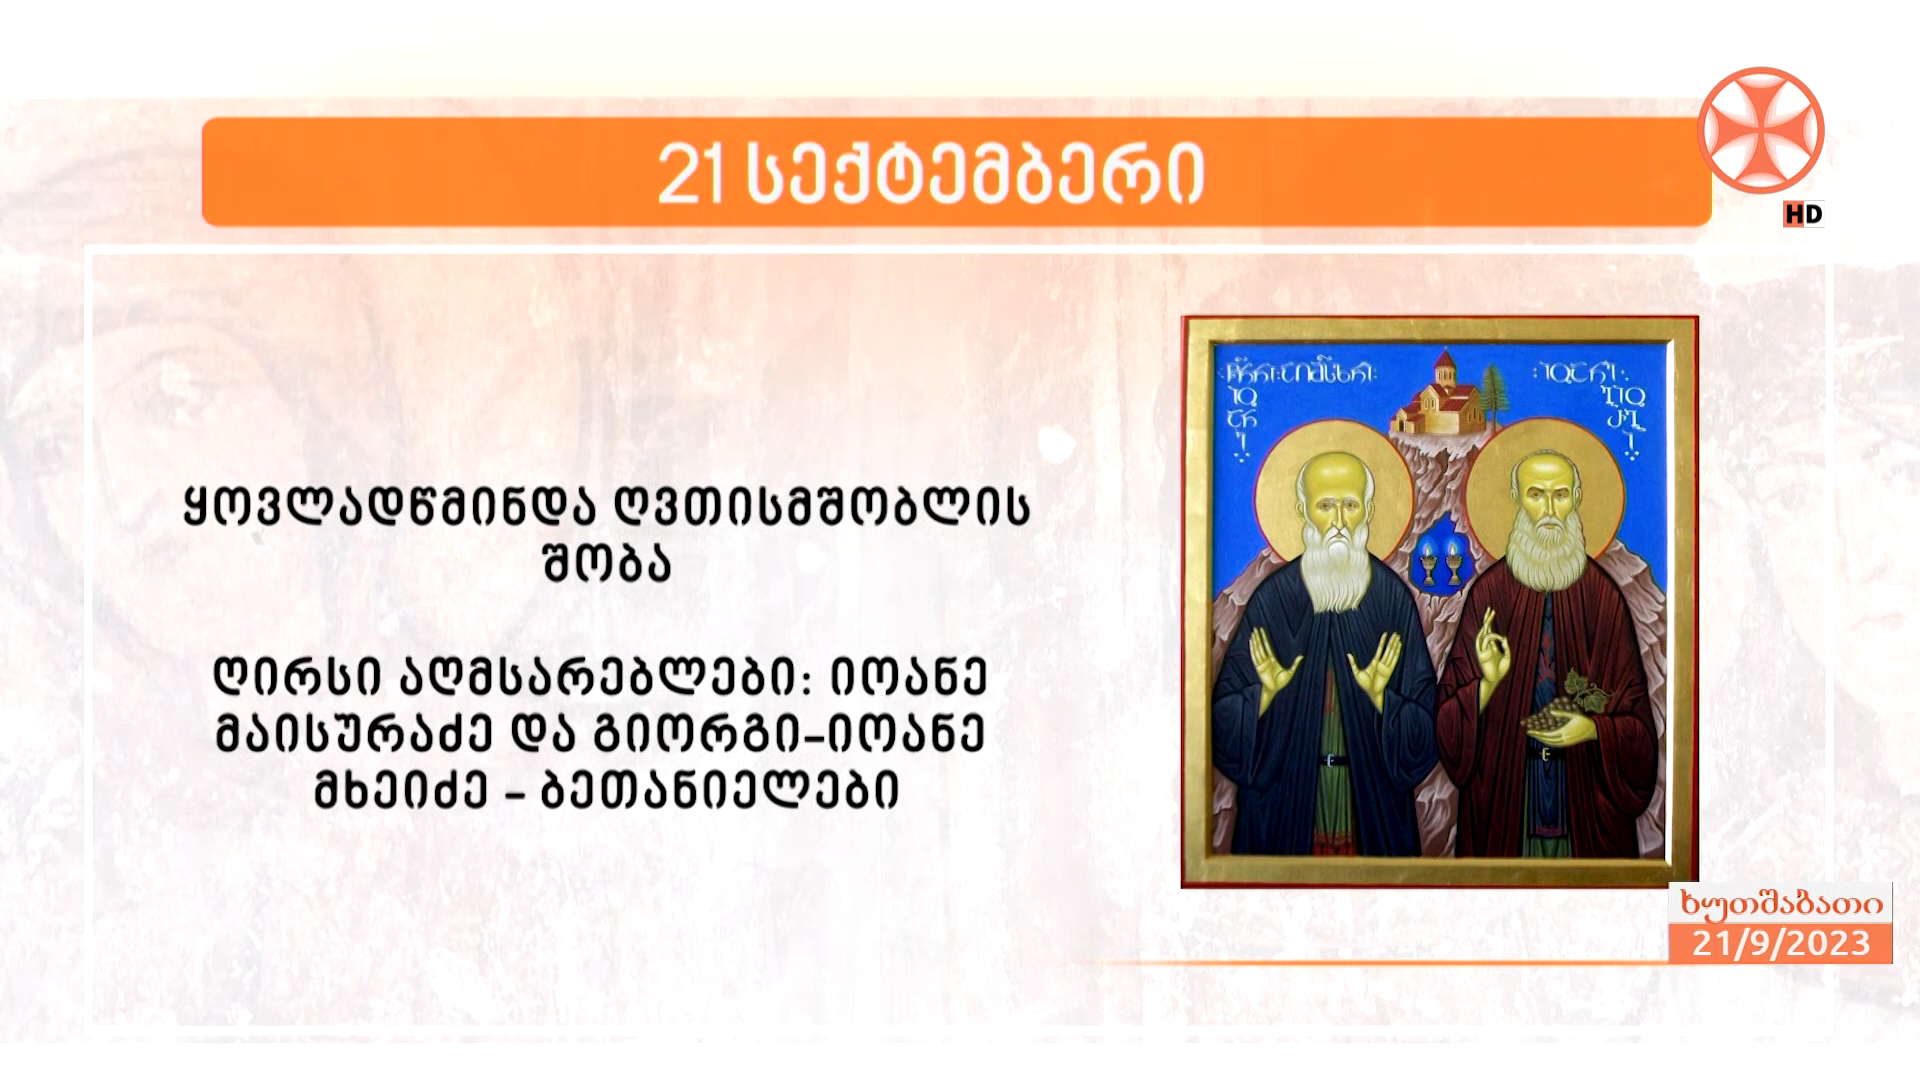 21 სექტემბერი
HD
ყოვლადწმინდა ღვთისმშობლის
შობა
ღირსი აღმსარებლები: იოანე
მაისურაძე და გიორგი-იოანე
მხეიძე - ბეთანიელები
ხუთშაბათი
21/9/2023